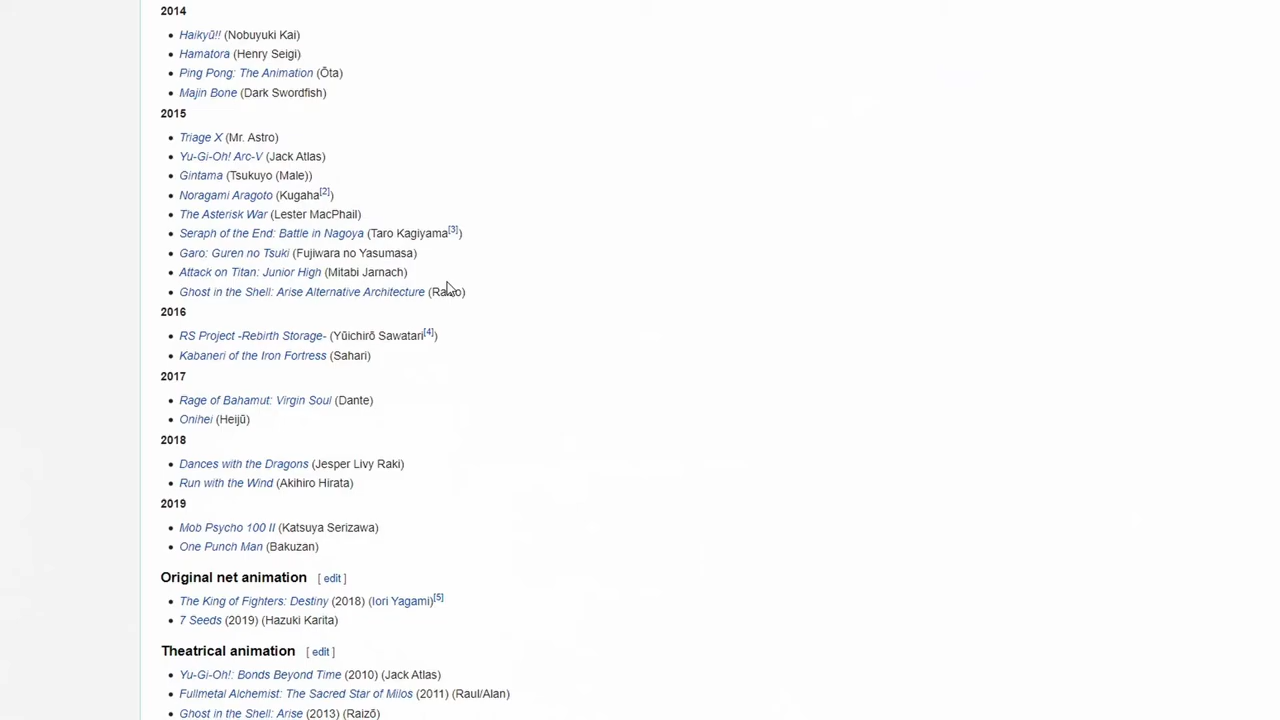 2014
Haikyū!! (Nobuyuki Kai)
Hamatora (Henry Seigi)
Ping Pong: The Animation (Ōta)
Majin Bone (Dark Swordfish)
2015
Triage X (Mr. Astro)
Yu-Gi-Oh! Arc-V (Jack Atlas)
Gintama (Tsukuyo (Male))
Noragami Aragoto (Kugaha[2])
The Asterisk War (Lester MacPhail)
Seraph of the End: Battle in Nagoya (Taro Kagiyama[3])
Garo: Guren no Tsuki (Fujiwara no Yasumasa)
Attack on Titan: Junior High (Mitabi Jarnach)
Ghost in the Shell: Arise Alternative Architecture
2016
RS Project -Rebirth Storage- (Yūichirō Sawatari[4])
Kabaneri of the Iron Fortress (Sahari)
2017
Rage of Bahamut: Virgin Soul (Dante)
Onihei (Heijū)
2018
Dances with the Dragons (Jesper Livy Raki)
Run with the Wind (Akihiro Hirata)
2019
Mob Psycho 100 II (Katsuya Serizawa)
One Punch Man (Bakuzan)
Original net animation [ edit ]
The King of Fighters: Destiny (2018) (Iori Yagami)[5]
7 Seeds (2019) (Hazuki Karita)
Theatrical animation [ edit ]
Yu-Gi-Oh!: Bonds Beyond Time (2010) (Jack Atlas)
Fullmetal Alchemist: The Sacred Star of Milos (2011) (Raul/Alan)
Ghost in the Shell: Arise (2013) (Raizō)